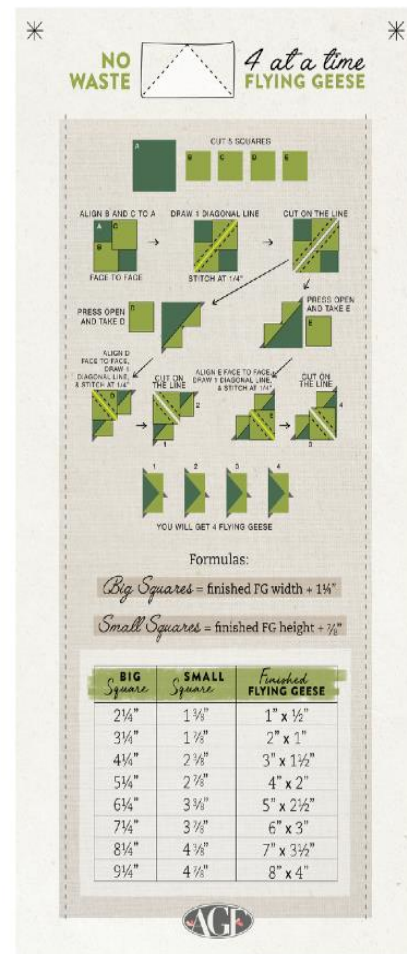 NO WASTE
4 at a time
FLYING GEESE
CUT 5 SQUARES
A
B C D E
ALIGN B AND C TO A
DRAW 1 DIAGONAL LINE
CUT ON THE LINE
A C
B
FACE TO FACE
STITCH AT 1/4"
PRESS OPEN
AND TAKE D
D
PRESS OPEN
AND TAKE E
E
ALIGN D
FACE TO FACE,
DRAW 1
DIAGONAL LINE,
& STITCH AT 1/4"
CUT ON
THE LINE
ALIGN E FACE TO FACE,
DRAW 1 DIAGONAL LINE,
& STITCH AT 1/4"
CUT ON
THE LINE
D
2
1
E
4
3
1 2 3 4
YOU WILL GET 4 FLYING GEESE
Formulas:
Big Squares = finished FG width + 1¼"
Small Squares = finished FG height + ⅞"
BIG Square SMALL Square Finished FLYING GEESE
2¼" 1⅜" 1" x ½"
3¼" 1⅞" 2" x 1"
4¼" 2⅜" 3" x 1½"
5¼" 2⅞" 4" x 2"
6¼" 3⅜" 5" x 2½"
7¼" 3⅞" 6" x 3"
8¼" 4⅜" 7" x 3½"
9¼" 4⅞" 8" x 4"
AGF